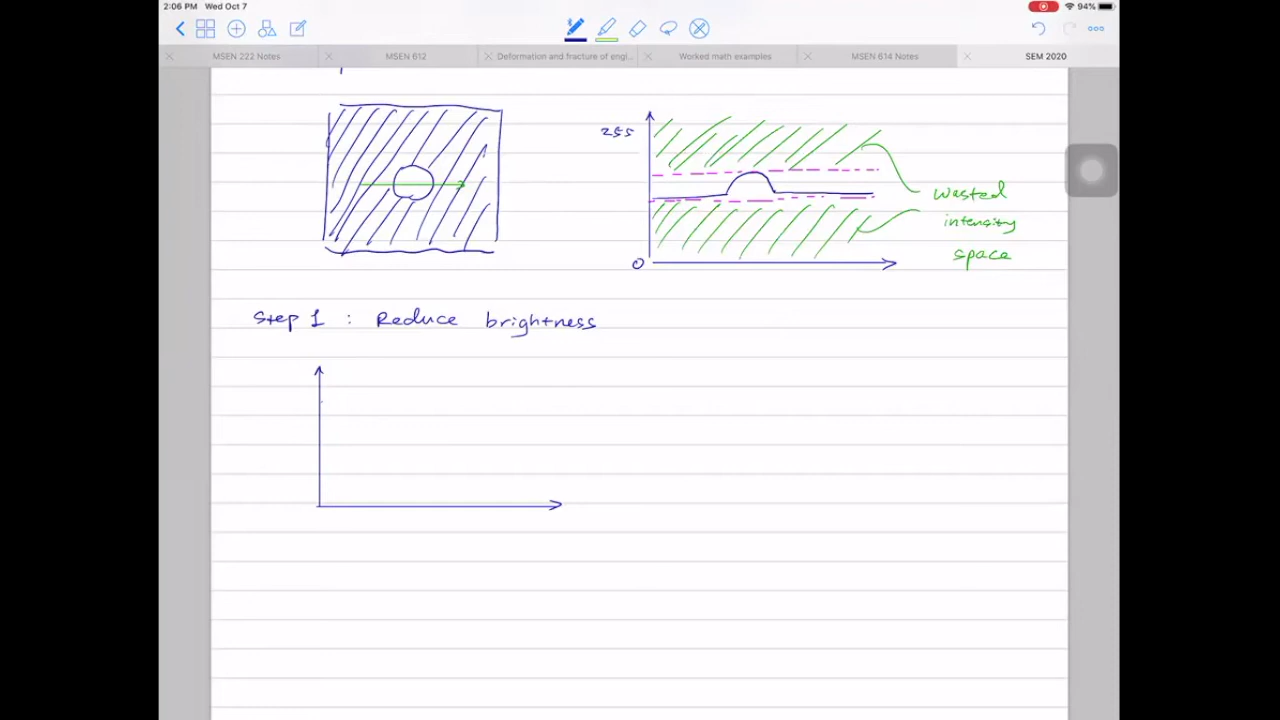 2:06 PM Wed Oct 7
94%
MSEN 222 Notes
MSEN 612
Deformation and fracture of engi...
Worked math examples
MSEN 614 Notes
SEM 2020
255
wasted
intensity
space
0
Step 1 : Reduce brightness